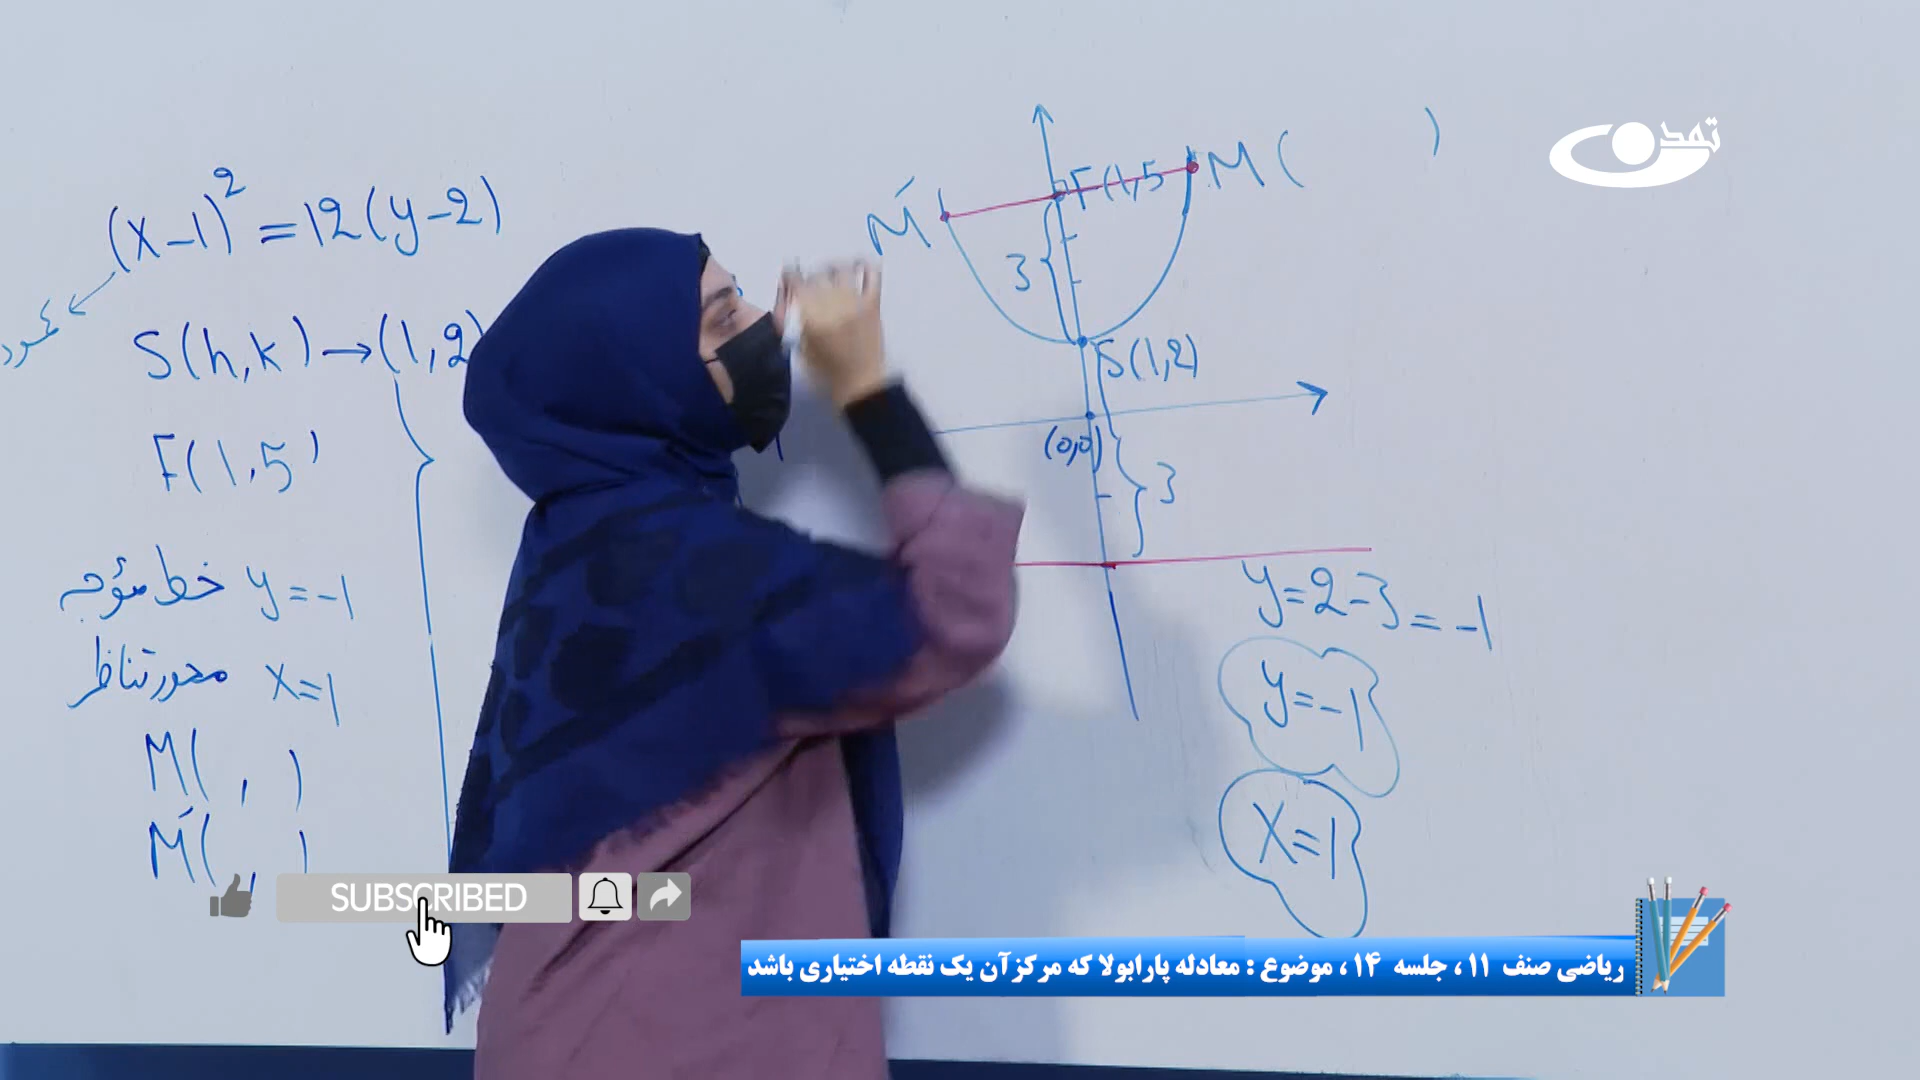 (x-1)² = 12(y-2)
عمود
S(h,k) → (1,2)
F(1,5)
خط مؤجه y=-1
محور تناظر x=1
M( , )
M'( , )
M'
F(1,5
M( )
3
S(1,2)
(0,0)
3
y=2-3=-1
y=-1
x=1
تمدن
SUBSCRIBED
ریاضی صنف ۱۱ ، جلسه ۱۴ ، موضوع : معادله پارابولا که مرکز آن یک نقطه اختیاری باشد